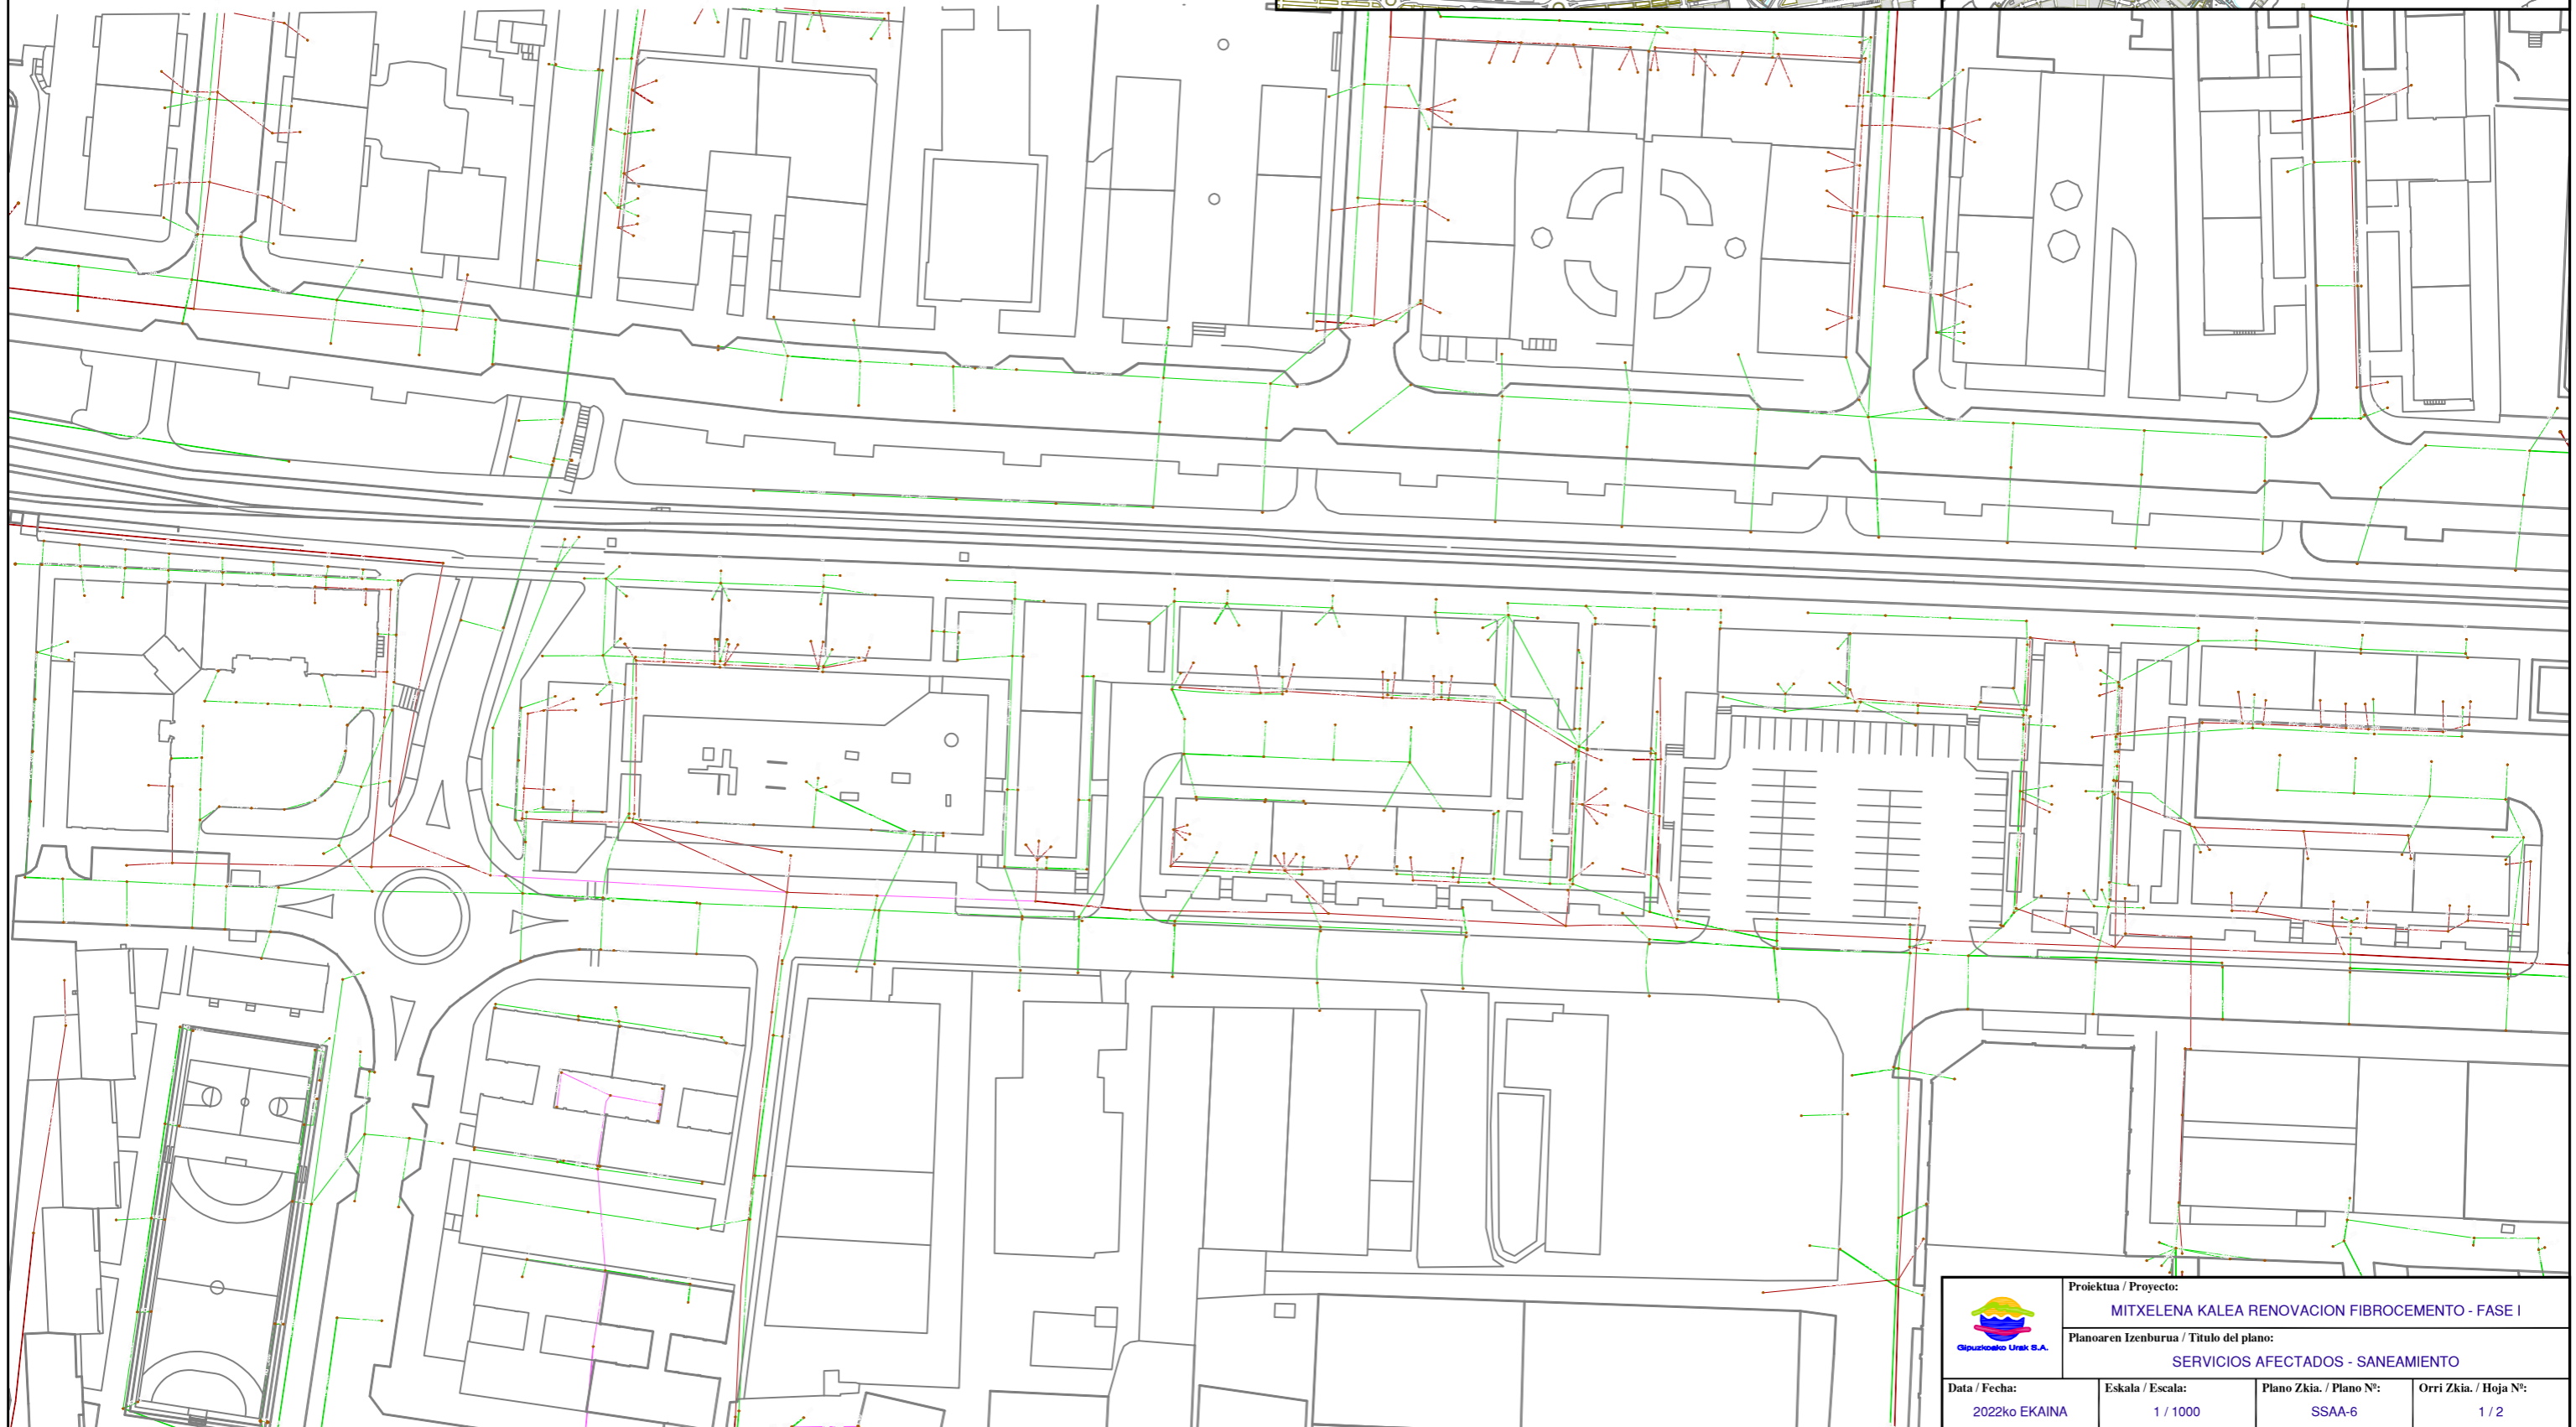 Proiektua / Proyecto:
MITXELENA KALEA RENOVACION FIBROCEMENTO - FASE I
Planoaren Izenburua / Titulo del plano:
SERVICIOS AFECTADOS - SANEAMIENTO
Gipuzkoako Urak S.A.
Data / Fecha:
2022ko EKAINA
Eskala / Escala:
1 / 1000
Plano Zkia. / Plano Nº:
SSAA-6
Orri Zkia. / Hoja Nº:
1 / 2